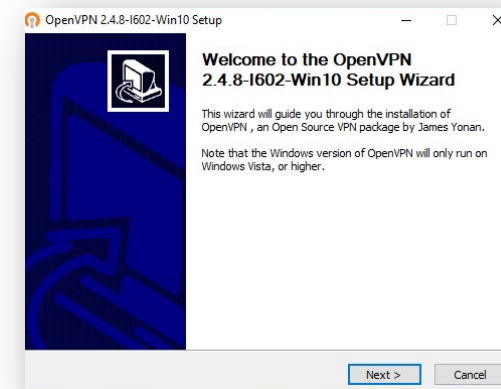 OpenVPN 2.4.8-I602-Win10 Setup
Welcome to the OpenVPN
2.4.8-I602-Win10 Setup Wizard
This wizard will guide you through the installation of
OpenVPN , an Open Source VPN package by James Yonan.
Note that the Windows version of OpenVPN will only run on
Windows Vista, or higher.
Next >
Cancel